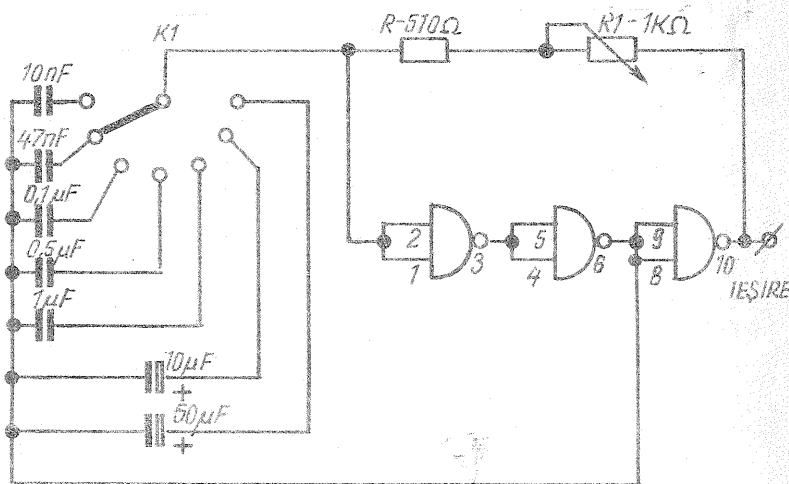 K1
R-510Ω
R1-1KΩ
10nF
47nF
0,1µF
0,5µF
1µF
10µF
+
50µF
+
2
1
3
5
4
6
9
8
10
IEȘIRE